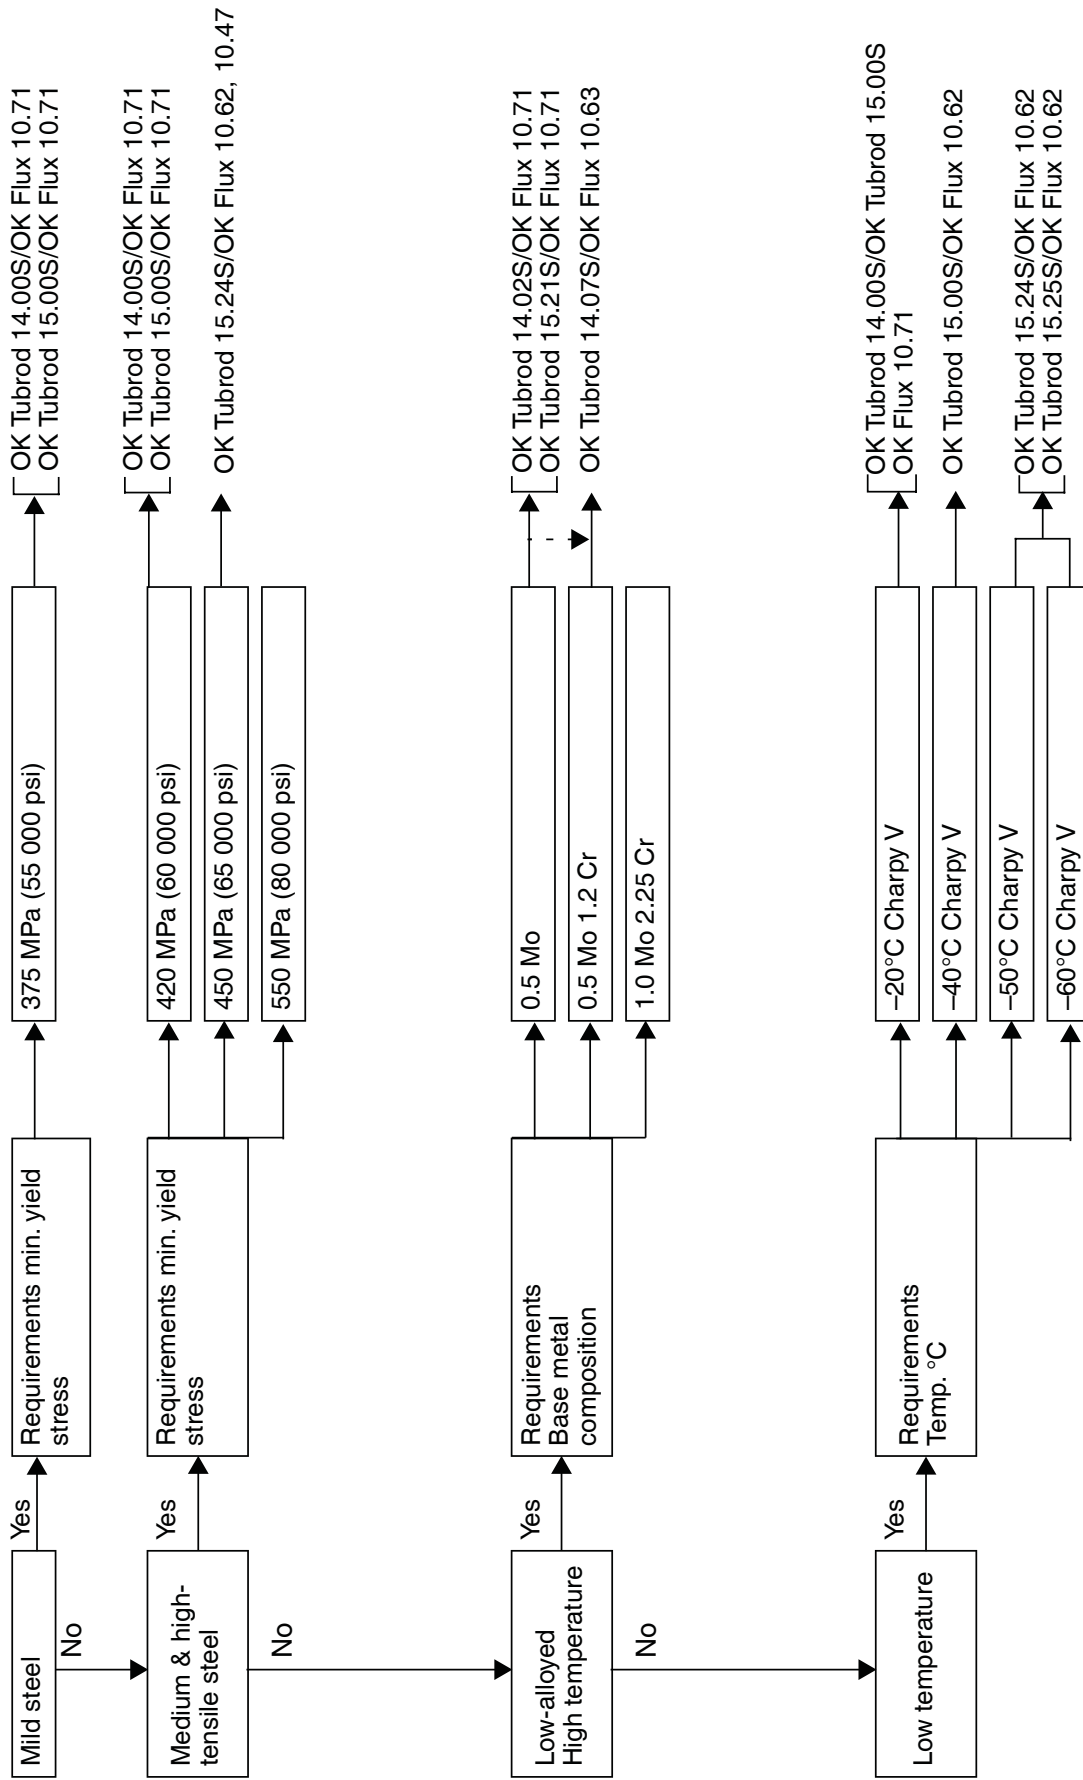 Mild steel
Yes
No
Requirements min. yield
stress
375 MPa (55 000 psi)
OK Tubrod 14.00S/OK Flux 10.71
OK Tubrod 15.00S/OK Flux 10.71
Medium & high-
tensile steel
Yes
No
Requirements min. yield
stress
420 MPa (60 000 psi)
450 MPa (65 000 psi)
550 MPa (80 000 psi)
OK Tubrod 14.00S/OK Flux 10.71
OK Tubrod 15.00S/OK Flux 10.71
OK Tubrod 15.24S/OK Flux 10.62, 10.47
Low-alloyed
High temperature
Yes
No
Requirements
Base metal
composition
0.5 Mo
0.5 Mo 1.2 Cr
1.0 Mo 2.25 Cr
OK Tubrod 14.02S/OK Flux 10.71
OK Tubrod 15.21S/OK Flux 10.71
OK Tubrod 14.07S/OK Flux 10.63
Low temperature
Yes
Requirements
Temp. °C
–20°C Charpy V
–40°C Charpy V
–50°C Charpy V
–60°C Charpy V
OK Tubrod 14.00S/OK Tubrod 15.00S
OK Flux 10.71
OK Tubrod 15.00S/OK Flux 10.62
OK Tubrod 15.24S/OK Flux 10.62
OK Tubrod 15.25S/OK Flux 10.62